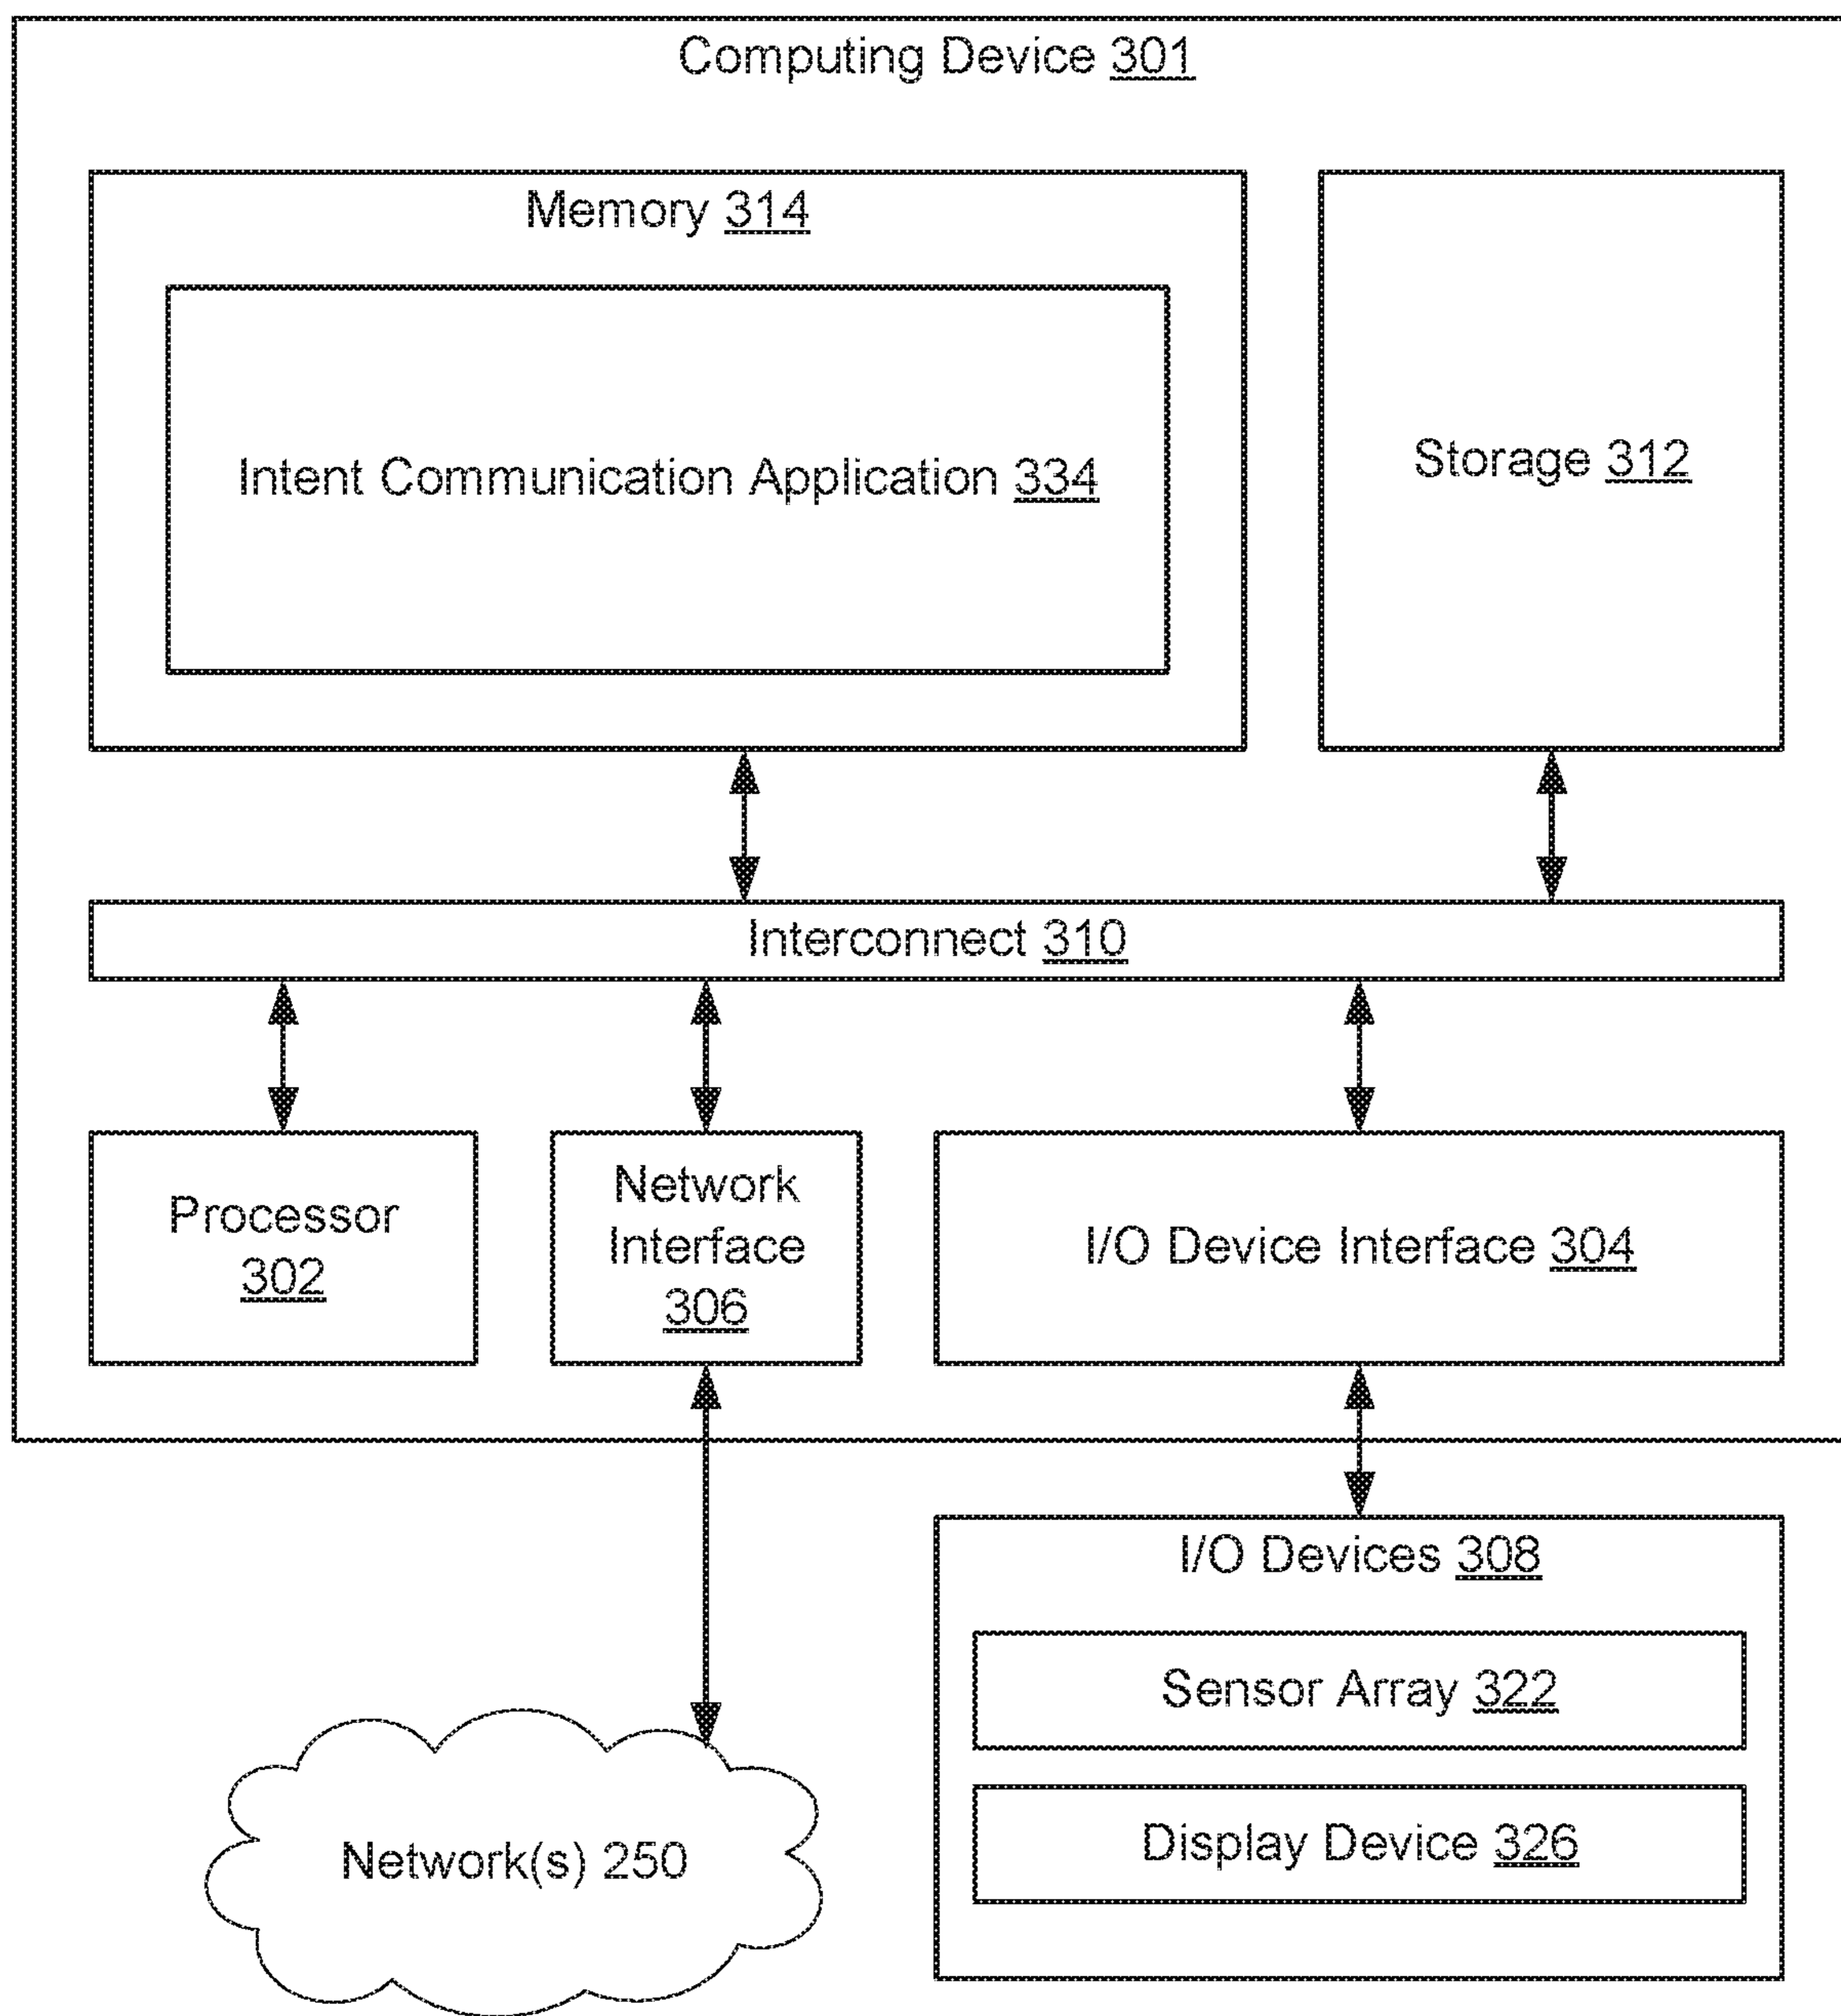 Computing Device 301
Memory 314
Intent Communication Application 334
Storage 312
Interconnect 310
Processor
302
Network
Interface
306
I/O Device Interface 304
I/O Devices 308
Sensor Array 322
Display Device 326
Network(s) 250